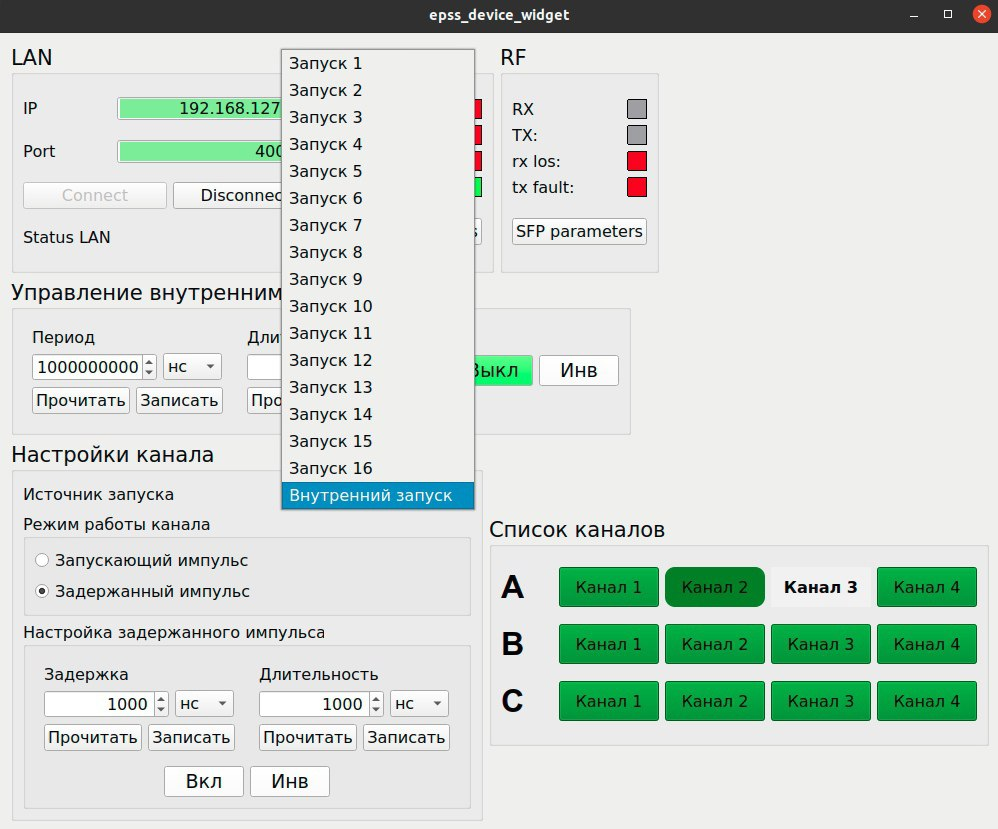 epss_device_widget
LAN
IP
192.168.127
Port
400
Connect
Disconnec
Status LAN
RF
RX
TX:
rx los:
tx fault:
SFP parameters
Запуск 1
Запуск 2
Запуск 3
Запуск 4
Запуск 5
Запуск 6
Запуск 7
Запуск 8
Запуск 9
Запуск 10
Запуск 11
Запуск 12
Запуск 13
Запуск 14
Запуск 15
Запуск 16
Внутренний запуск
Управление внутренним
Период
1000000000 нс
Прочитать Записать
Выкл Инв
Настройки канала
Источник запуска
Режим работы канала
Запускающий импульс
Задержанный импульс
Настройка задержанного импульса
Задержка Длительность
1000 нс 1000 нс
Прочитать Записать Прочитать Записать
Вкл Инв
Список каналов
A Канал 1 Канал 2 Канал 3 Канал 4
B Канал 1 Канал 2 Канал 3 Канал 4
C Канал 1 Канал 2 Канал 3 Канал 4